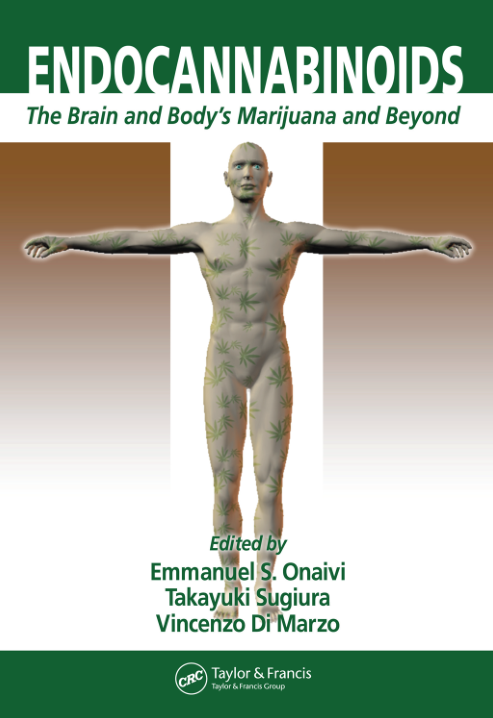 ENDOCANNABINOIDS
The Brain and Body's Marijuana and Beyond
Edited by
Emmanuel S. Onaivi
Takayuki Sugiura
Vincenzo Di Marzo
CRC
Taylor & Francis
Taylor & Francis Group